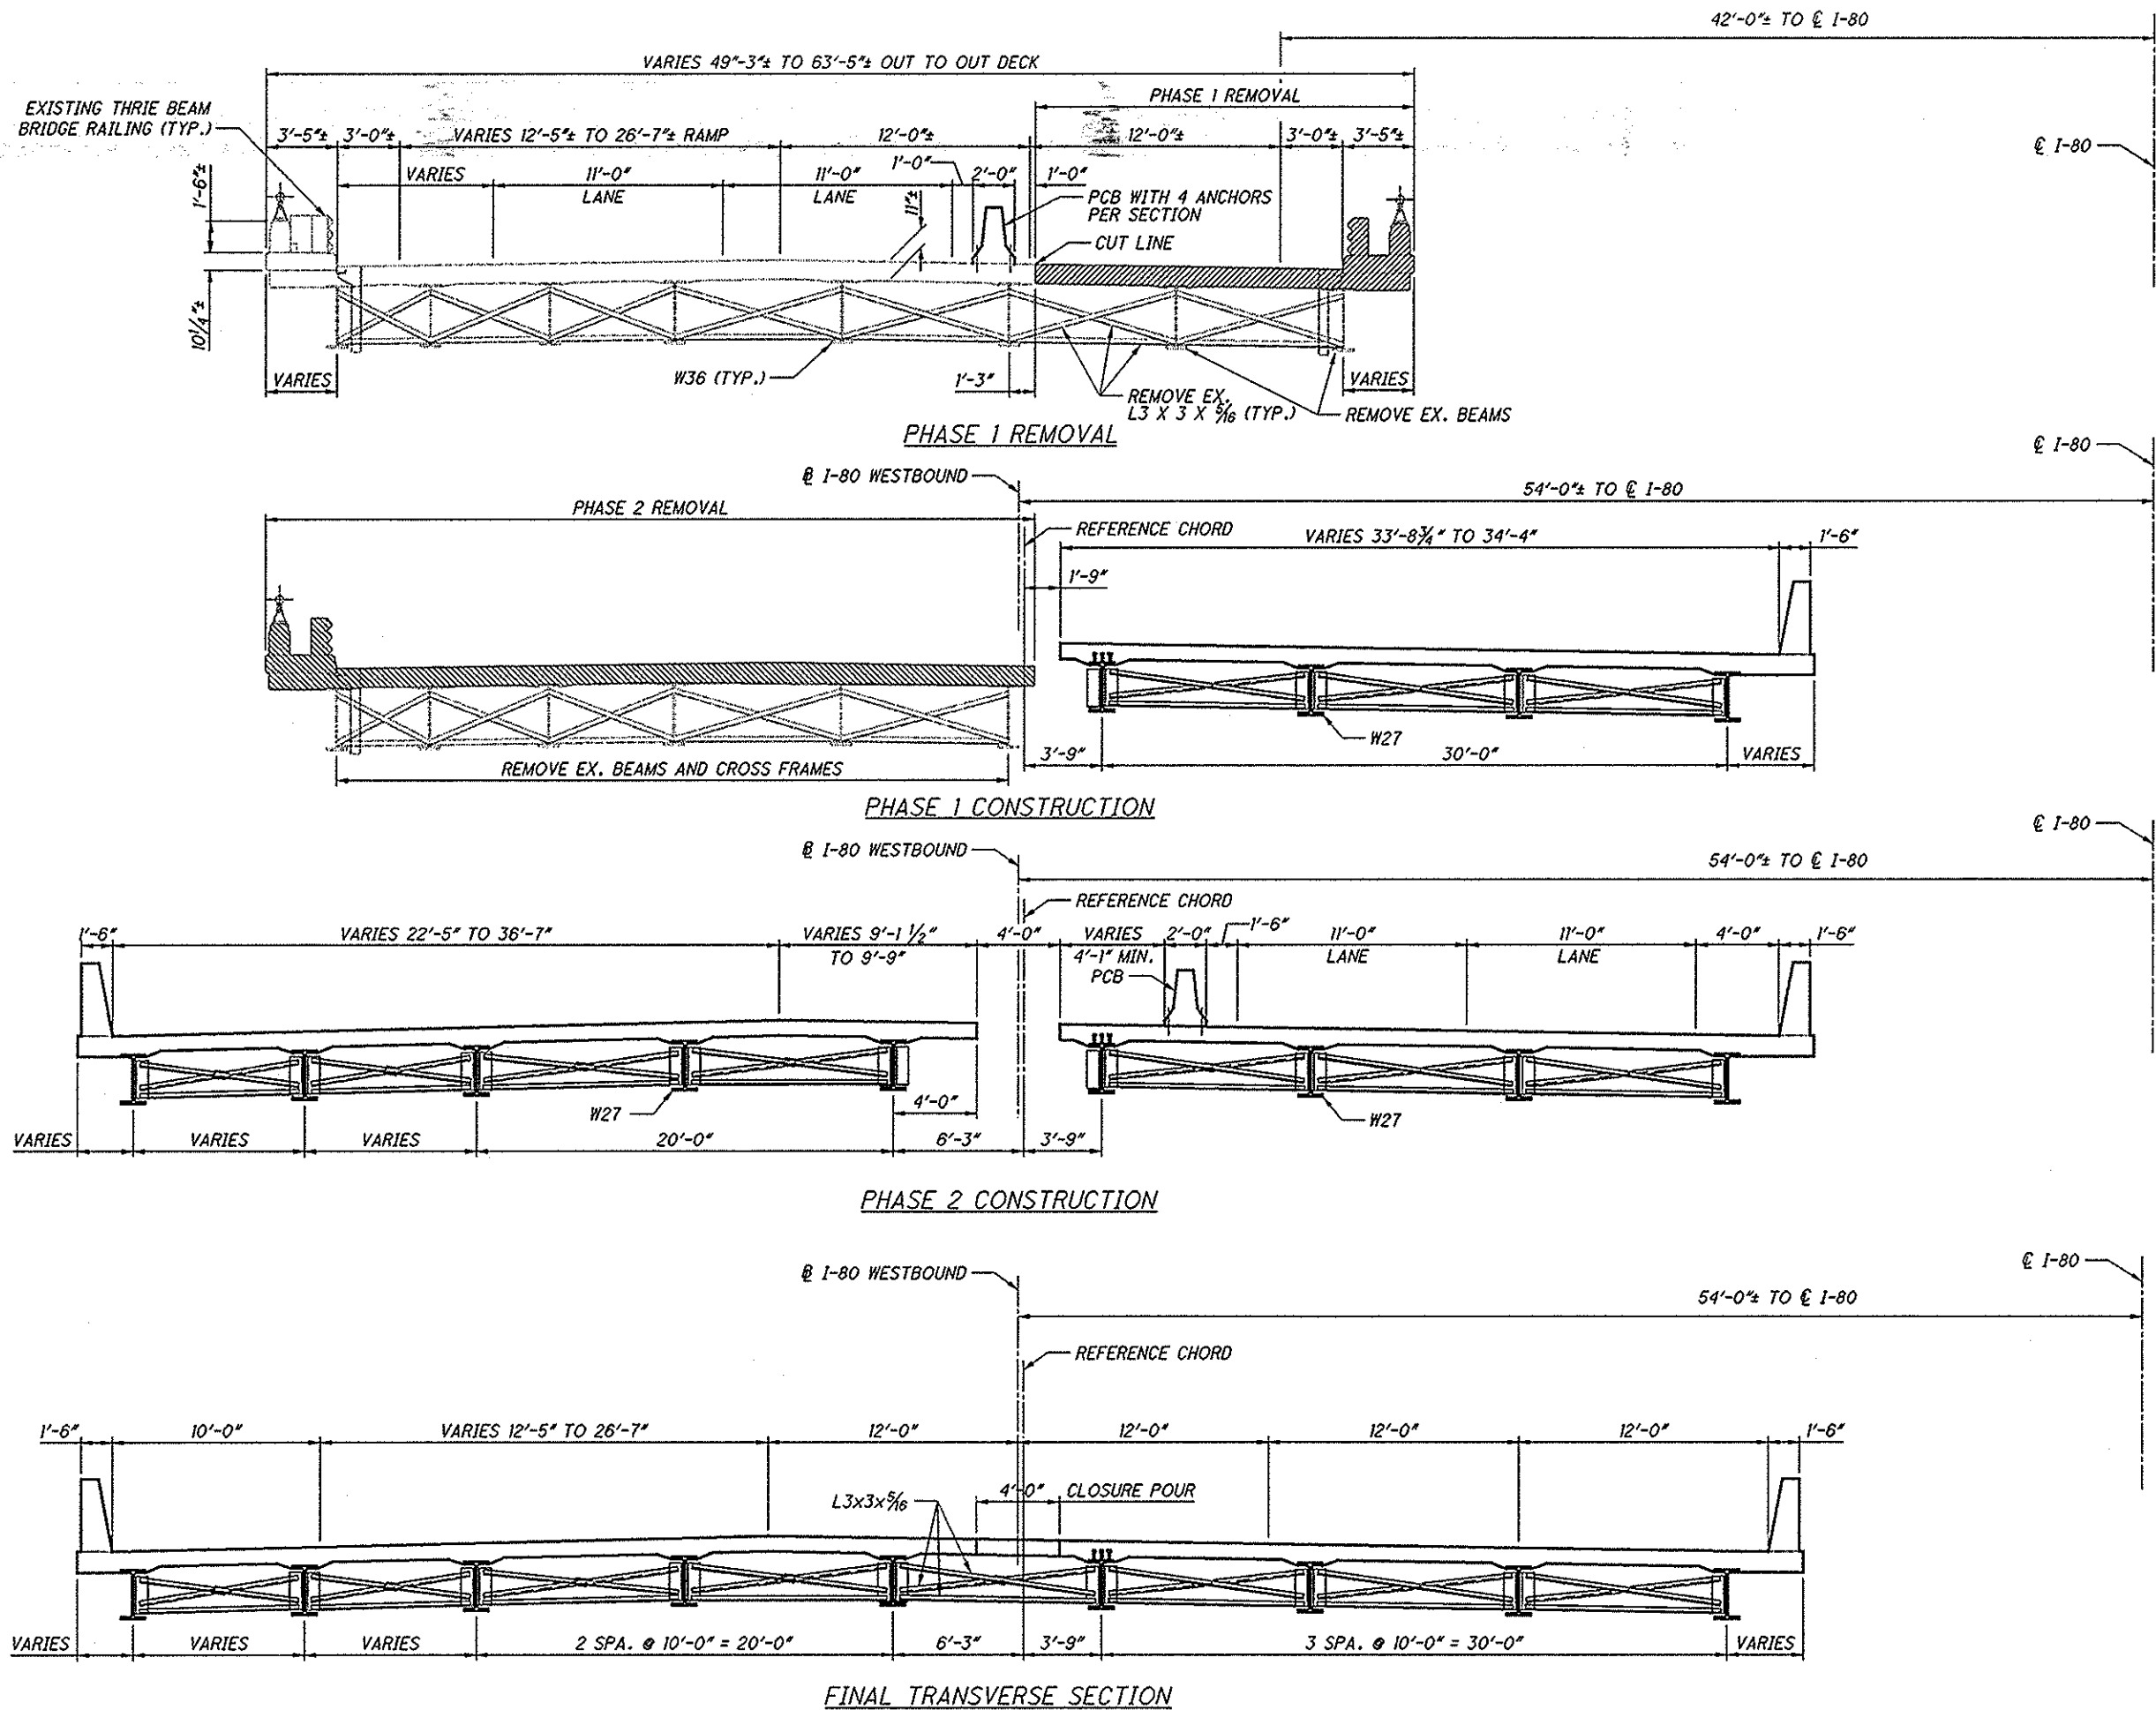 42'-0"± TO ℄ I-80
VARIES 49"-3"± TO 63'-5"± OUT TO OUT DECK
PHASE 1 REMOVAL
EXISTING THRIE BEAM
BRIDGE RAILING (TYP.)
3'-5"± 3'-0"± VARIES 12'-5"± TO 26'-7"± RAMP 12'-0"± 12'-0"± 3'-0"± 3'-5"±
℄ I-80
1'-0"
VARIES 11'-0" 11'-0" 2'-0" 1'-0"
LANE LANE
1'-6"±
11"±
PCB WITH 4 ANCHORS
PER SECTION
CUT LINE
10 1/4"±
VARIES
W36 (TYP.)
1'-3"
REMOVE EX.
L3 X 3 X 5/16 (TYP.)
REMOVE EX. BEAMS
VARIES
PHASE 1 REMOVAL
℄ I-80
⅊ I-80 WESTBOUND
54'-0"± TO ℄ I-80
PHASE 2 REMOVAL
REFERENCE CHORD
VARIES 33'-8 3/4" TO 34'-4" 1'-6"
1'-9"
W27
3'-9" 30'-0" VARIES
REMOVE EX. BEAMS AND CROSS FRAMES
PHASE 1 CONSTRUCTION
℄ I-80
⅊ I-80 WESTBOUND
54'-0"± TO ℄ I-80
REFERENCE CHORD
1'-6" VARIES 22'-5" TO 36'-7" VARIES 9'-1 1/2" 4'-0" VARIES 2'-0" 1'-6" 11'-0" 11'-0" 4'-0" 1'-6"
TO 9'-9" 4'-1" MIN. LANE LANE
PCB
4'-0"
W27
W27
VARIES VARIES VARIES 20'-0" 6'-3" 3'-9"
PHASE 2 CONSTRUCTION
℄ I-80
⅊ I-80 WESTBOUND
54'-0"± TO ℄ I-80
REFERENCE CHORD
1'-6" 10'-0" VARIES 12'-5" TO 26'-7" 12'-0" 12'-0" 12'-0" 12'-0" 1'-6"
L3x3x5/16
4'-0" CLOSURE POUR
VARIES VARIES VARIES 2 SPA. @ 10'-0" = 20'-0" 6'-3" 3'-9" 3 SPA. @ 10'-0" = 30'-0" VARIES
FINAL TRANSVERSE SECTION